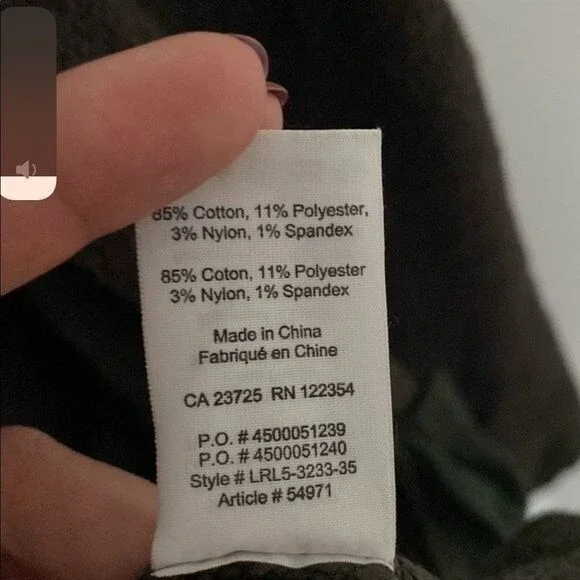 85% Cotton, 11% Polyester,
3% Nylon, 1% Spandex
85% Coton, 11% Polyester
3% Nylon, 1% Spandex
Made in China
Fabriqué en Chine
CA 23725 RN 122354
P.O. # 4500051239
P.O. # 4500051240
Style # LRL5-3233-35
Article # 54971